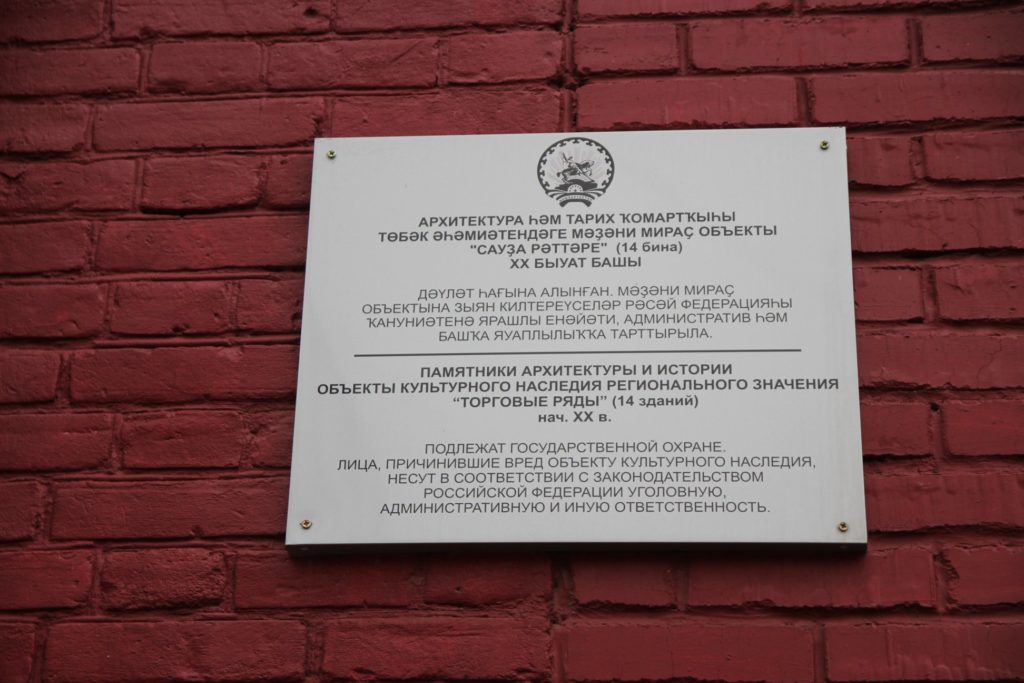 АРХИТЕКТУРА ҺӘМ ТАРИХ ҠОМАРТҠЫҺЫ
ТӨБӘК ӘҺӘМИӘТЕНДӘГЕ МӘҘӘНИ МИРАҪ ОБЪЕКТЫ
"САУҘА РӘТТӘРЕ" (14 бина)
XX БЫУАТ БАШЫ
ДӘҮЛӘТ ҺАҒЫНА АЛЫНҒАН. МӘҘӘНИ МИРАҪ
ОБЪЕКТЫНА ЗЫЯН КИЛТЕРЕҮСЕЛӘР РӘСӘЙ ФЕДЕРАЦИЯҺЫ
ҠАНУНИӘТЕНӘ ЯРАШЛЫ ЕНӘЙӘТИ, АДМИНИСТРАТИВ ҺӘМ
БАШҠА ЯУАПЛЫЛЫҠҠА ТАРТТЫРЫЛА.
ПАМЯТНИКИ АРХИТЕКТУРЫ И ИСТОРИИ
ОБЪЕКТЫ КУЛЬТУРНОГО НАСЛЕДИЯ РЕГИОНАЛЬНОГО ЗНАЧЕНИЯ
“ТОРГОВЫЕ РЯДЫ” (14 зданий)
нач. XX в.
ПОДЛЕЖАТ ГОСУДАРСТВЕННОЙ ОХРАНЕ.
ЛИЦА, ПРИЧИНИВШИЕ ВРЕД ОБЪЕКТУ КУЛЬТУРНОГО НАСЛЕДИЯ,
НЕСУТ В СООТВЕТСТВИИ С ЗАКОНОДАТЕЛЬСТВОМ
РОССИЙСКОЙ ФЕДЕРАЦИИ УГОЛОВНУЮ,
АДМИНИСТРАТИВНУЮ И ИНУЮ ОТВЕТСТВЕННОСТЬ.